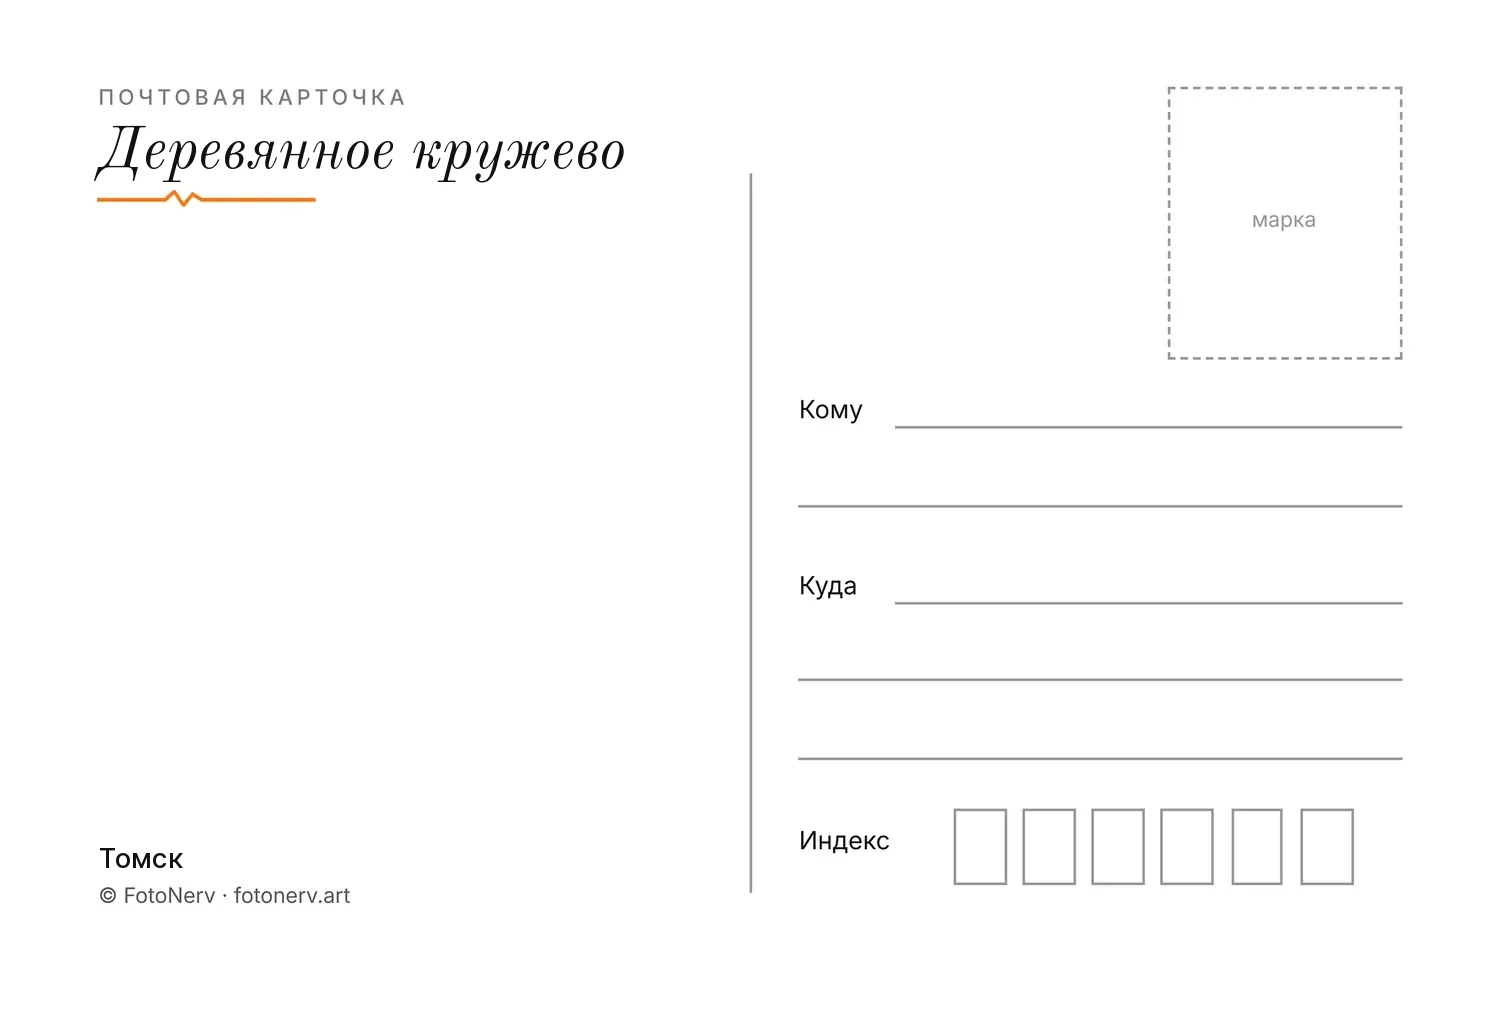 ПОЧТОВАЯ КАРТОЧКА
Деревянное кружево
марка
Кому
Куда
Индекс
Томск
© FotoNerv · fotonerv.art